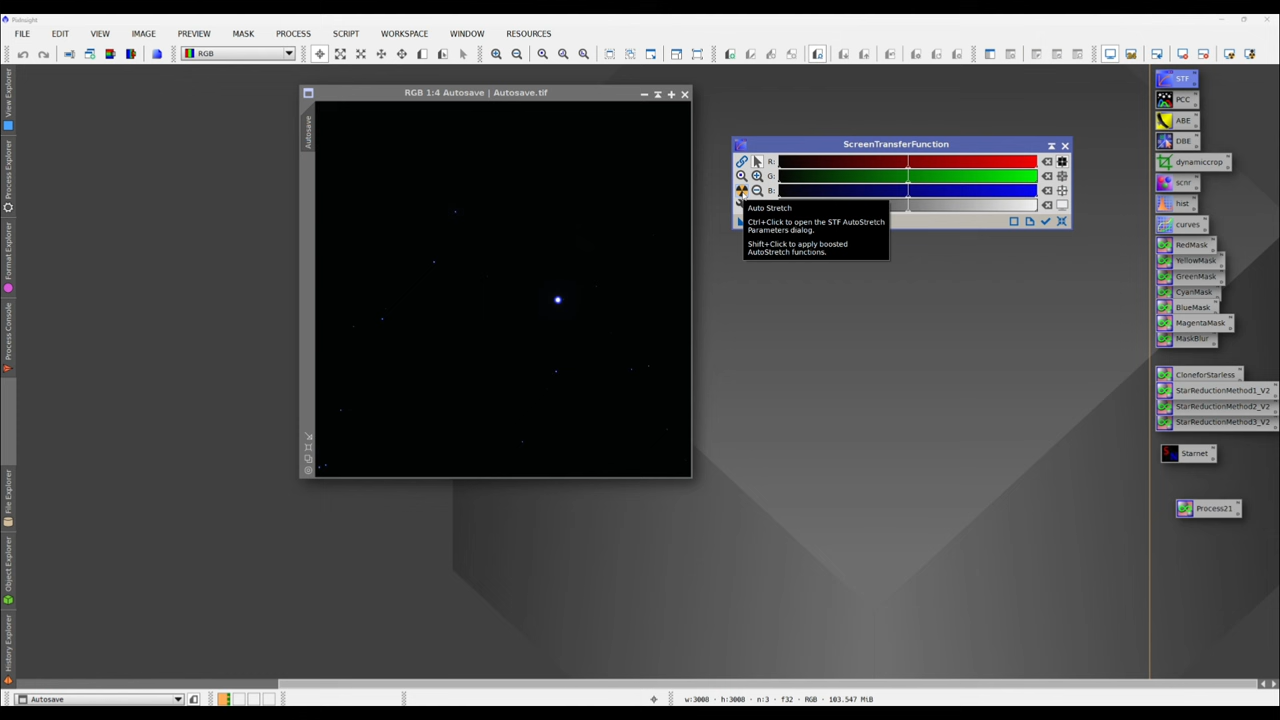 PixInsight
FILE EDIT VIEW IMAGE PREVIEW MASK PROCESS SCRIPT WORKSPACE WINDOW RESOURCES
RGB
View Explorer
Process Explorer
Format Explorer
Process Console
File Explorer
Object Explorer
History Explorer
RGB 1:4 Autosave | Autosave.tif
Autosave
ScreenTransferFunction
R:
G:
B:
Auto Stretch
Ctrl+Click to open the STF AutoStretch
Parameters dialog.
Shift+Click to apply boosted
AutoStretch functions.
STF
PCC
ABE
DBE
dynamiccrop
scnr
hist
curves
RedMask
YellowMask
GreenMask
CyanMask
BlueMask
MagentaMask
MaskBlur
CloneforStarless
StarReductionMethod1_V2
StarReductionMethod2_V2
StarReductionMethod3_V2
Starnet
Process21
Autosave
w:3008 · h:3008 · n:3 · f32 · RGB · 103.547 MiB